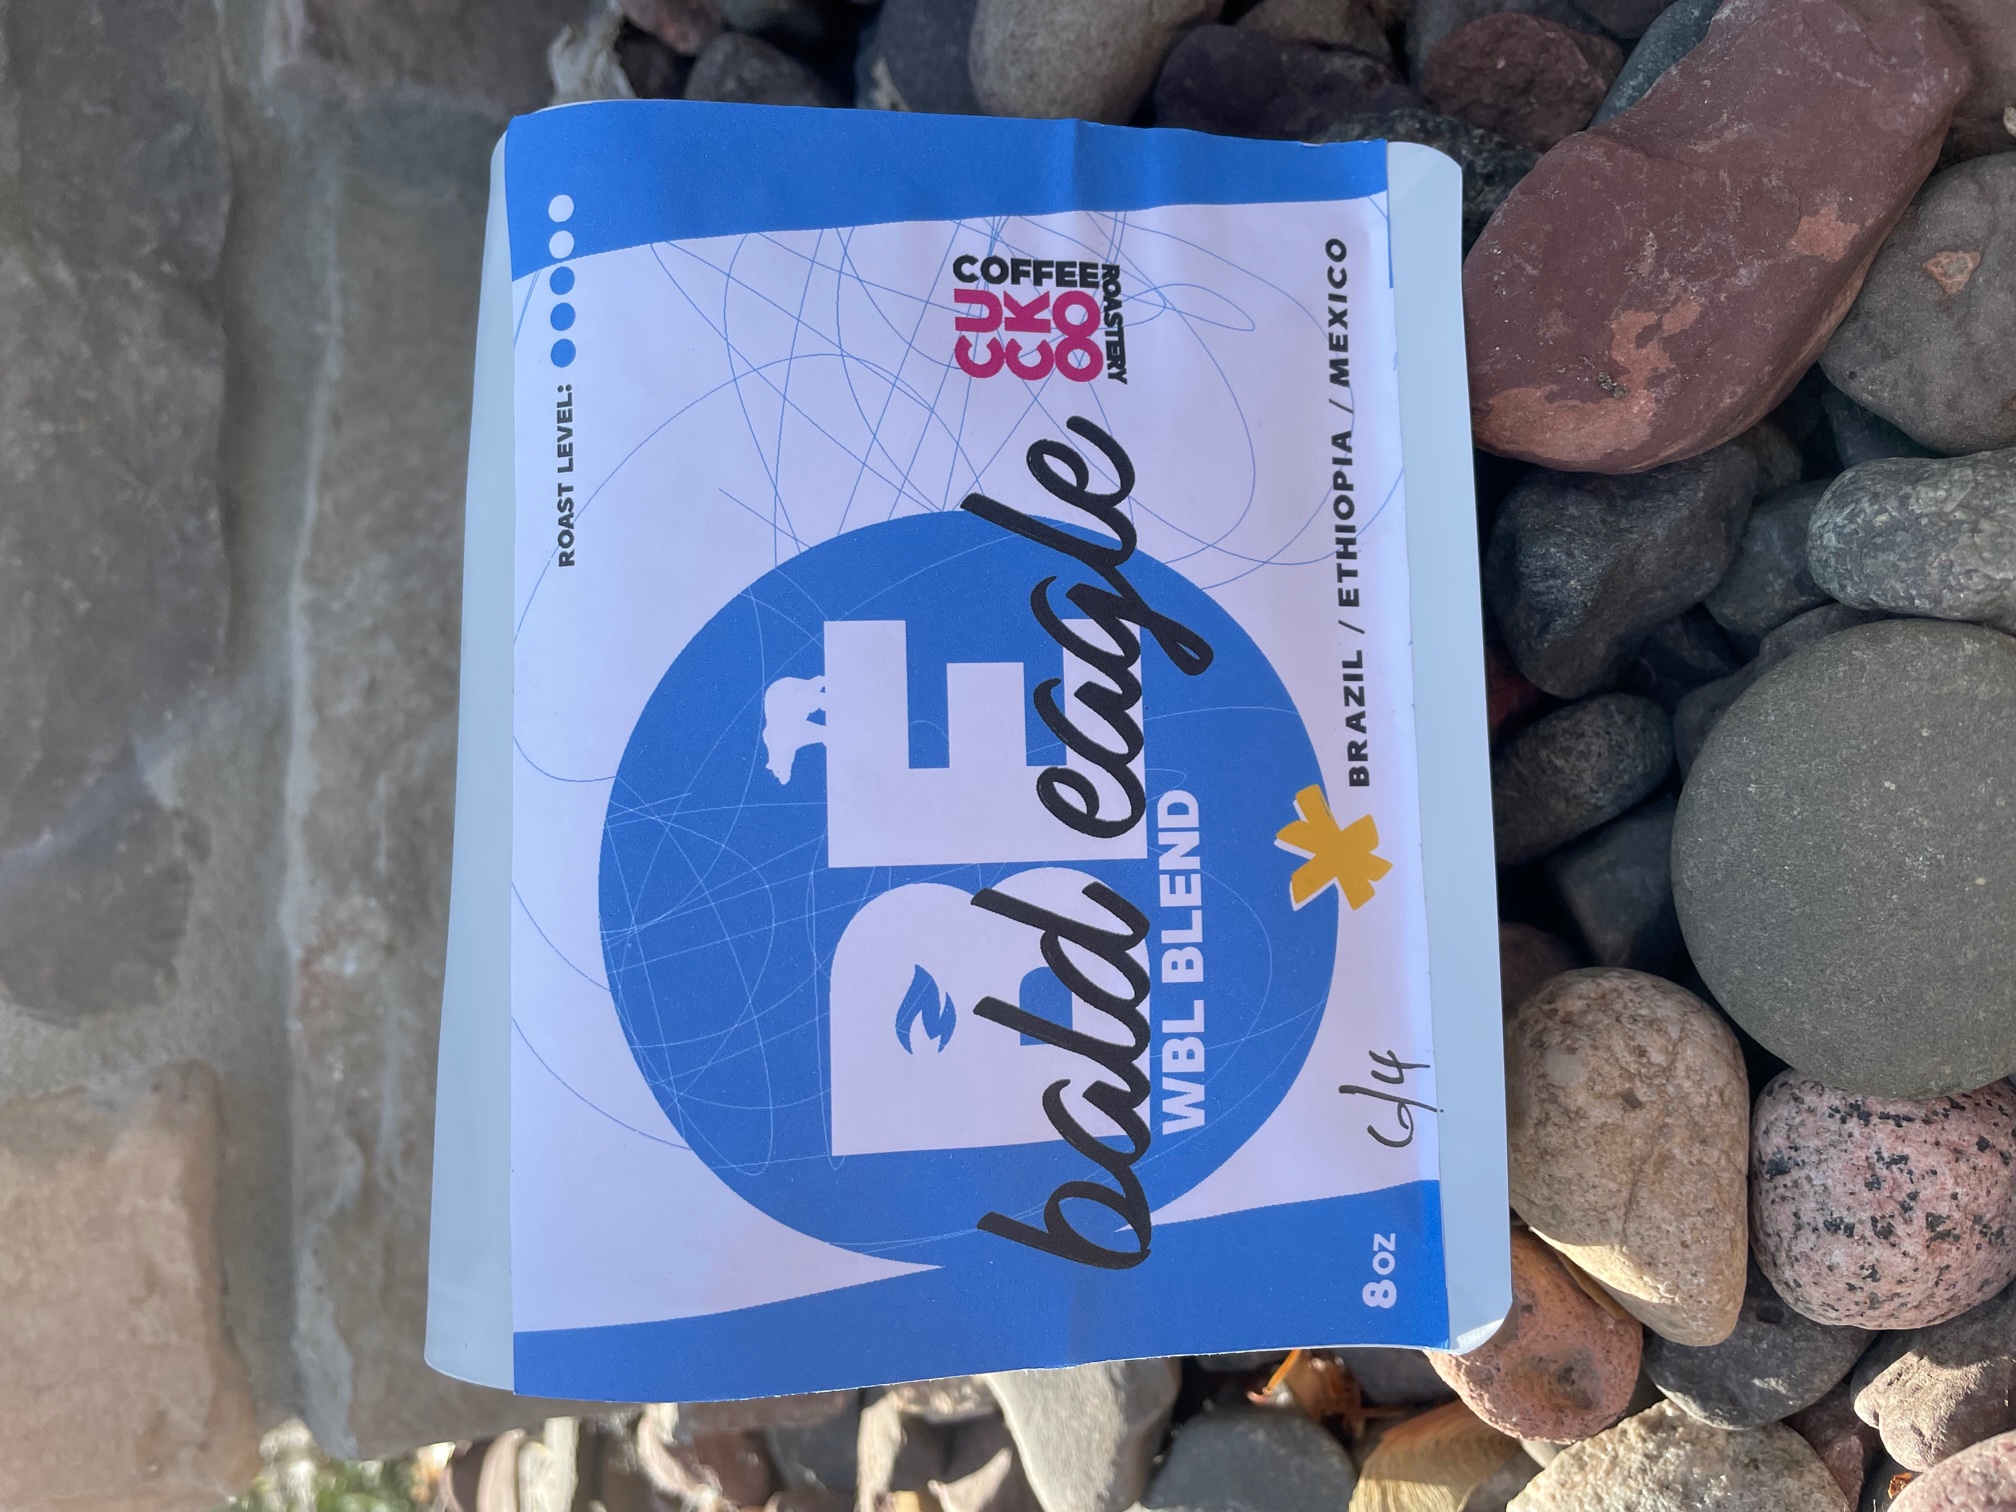 ROAST LEVEL:
BE
bald eagle
WBL BLEND
CU
CK
OO
COFFEE
ROASTERY
BRAZIL / ETHIOPIA / MEXICO
6/4
8oz